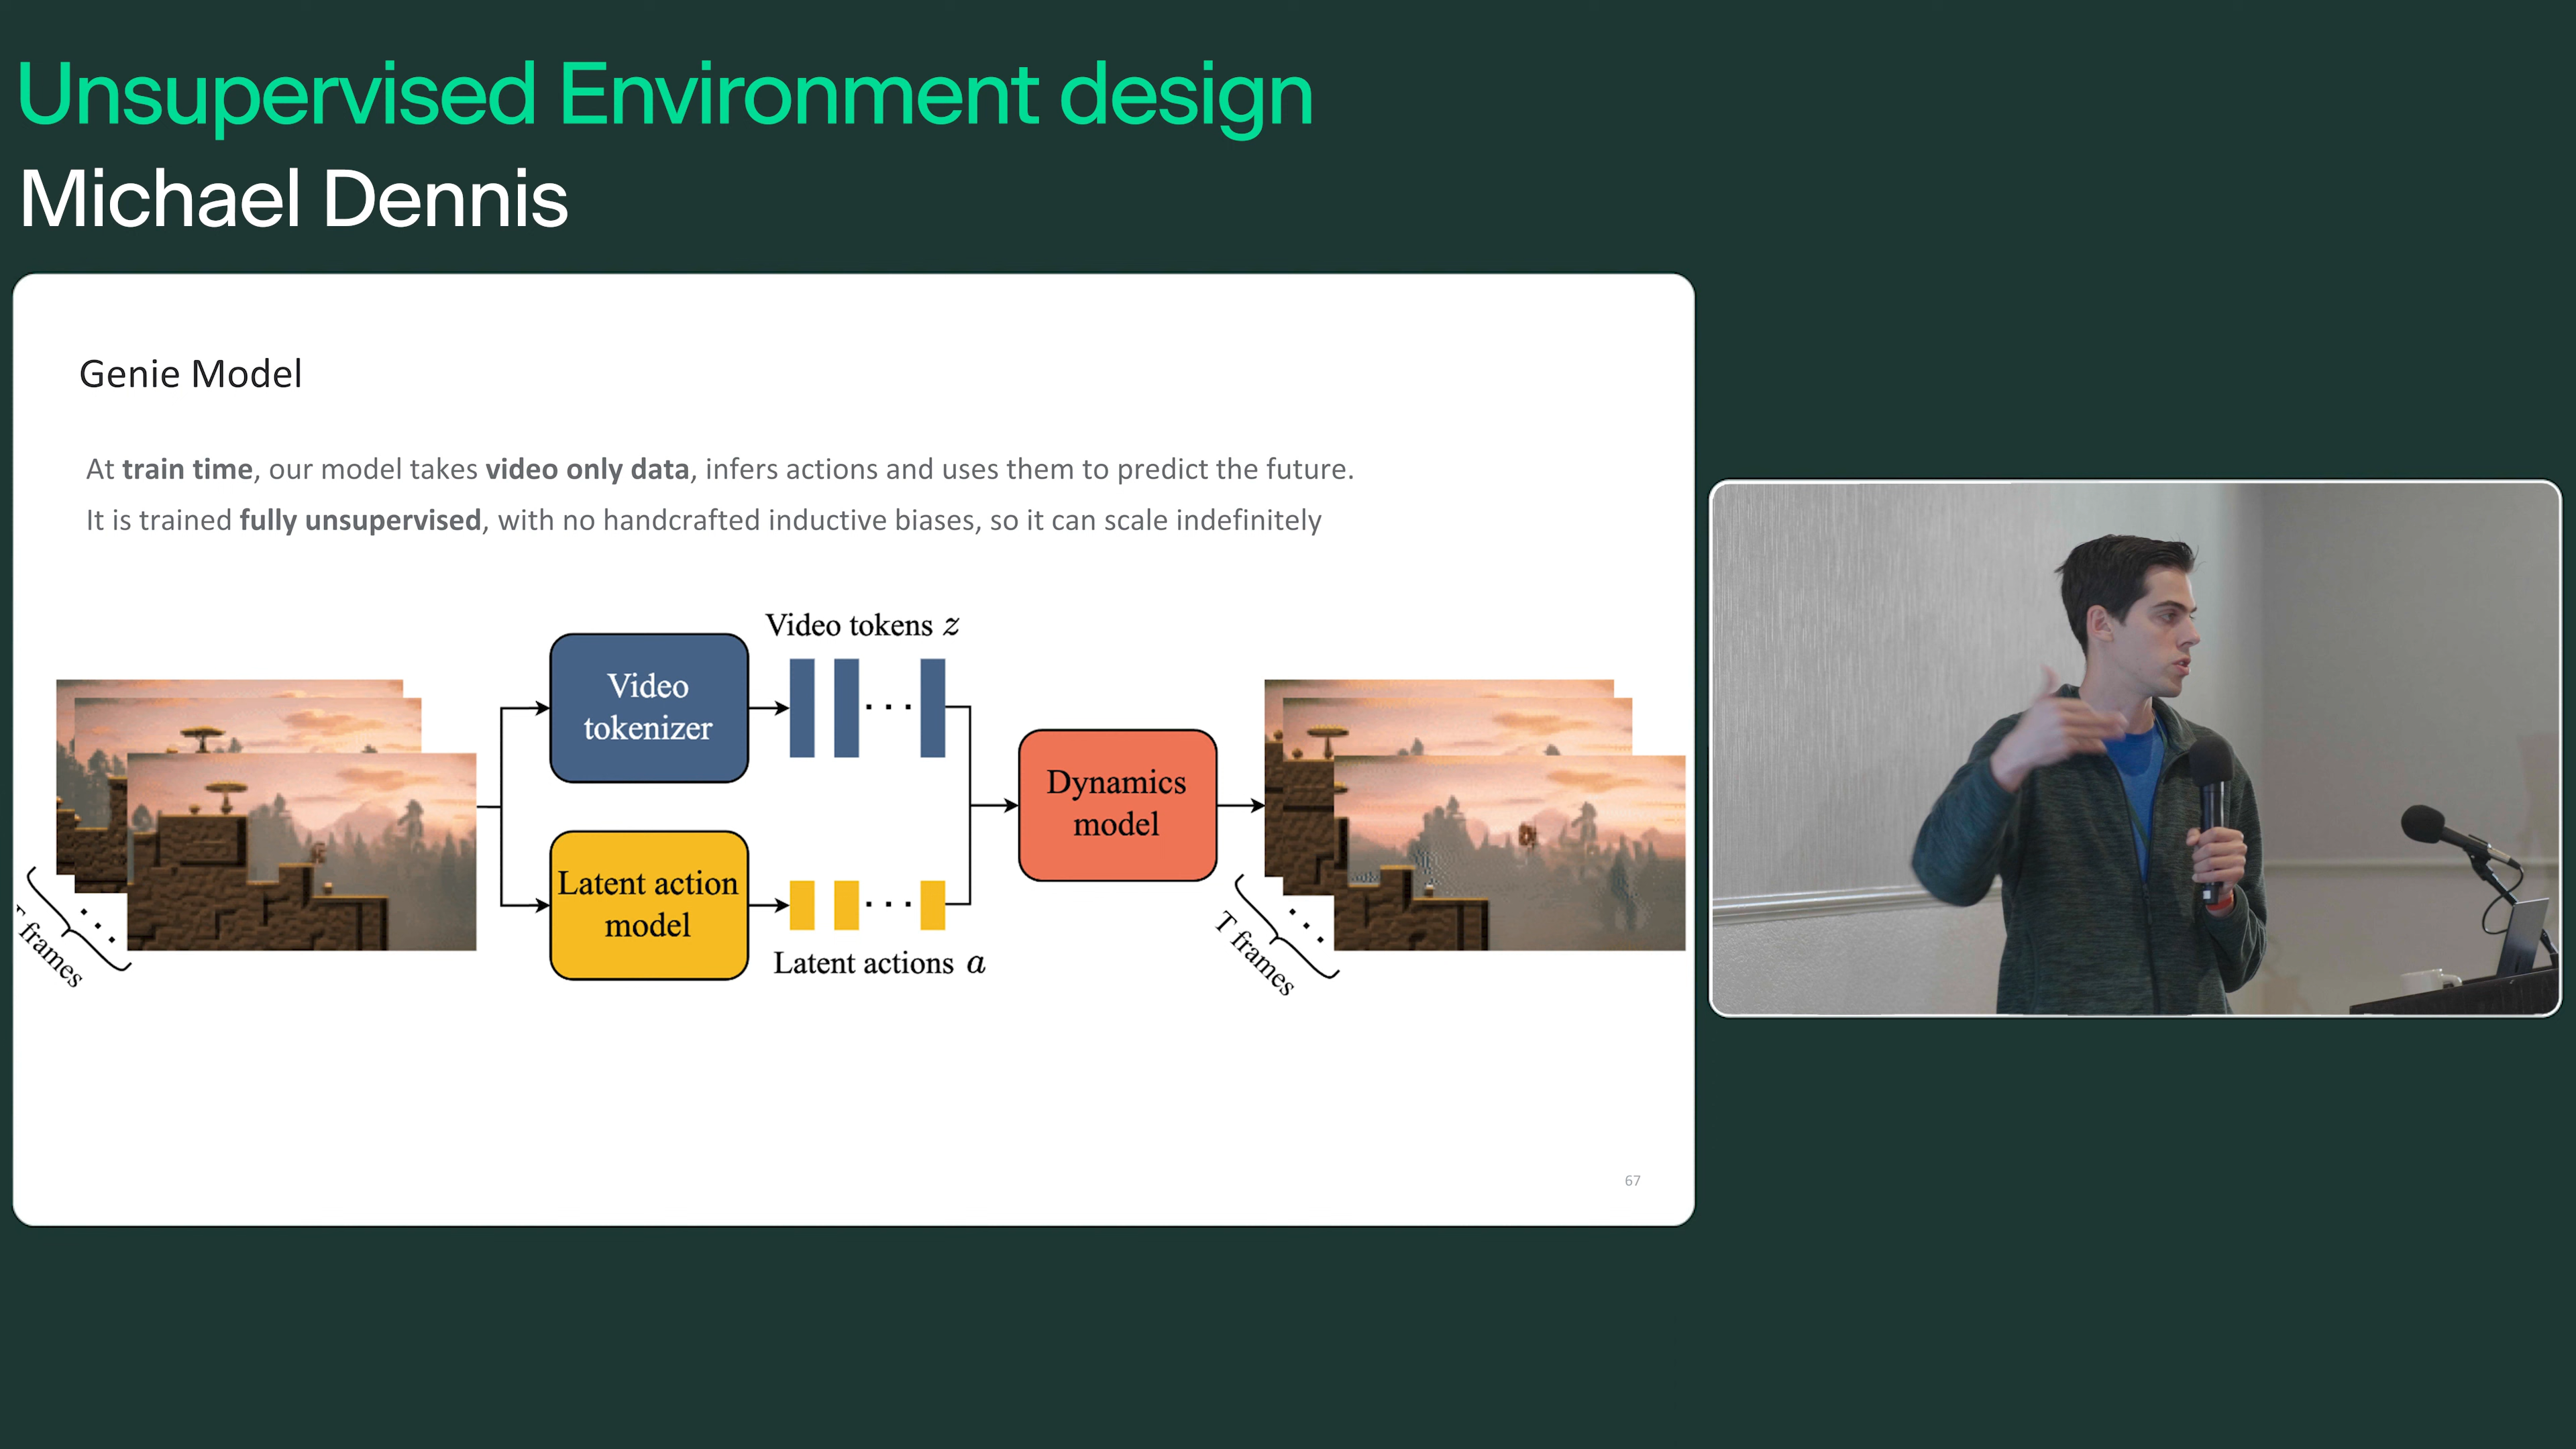 Unsupervised Environment design
Michael Dennis
Genie Model
At train time, our model takes video only data, infers actions and uses them to predict the future.
It is trained fully unsupervised, with no handcrafted inductive biases, so it can scale indefinitely
Video tokens z
Video
tokenizer
Dynamics
model
Latent action
model
Latent actions a
T frames
T frames
67